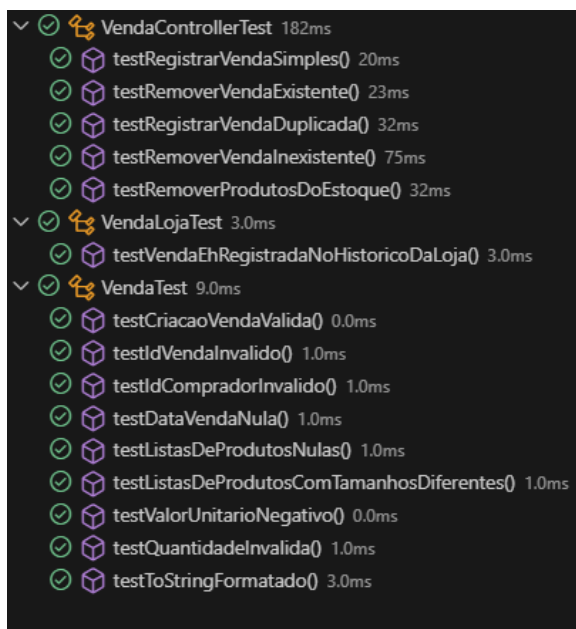 VendaControllerTest 182ms
testRegistrarVendaSimples() 20ms
testRemoverVendaExistente() 23ms
testRegistrarVendaDuplicada() 32ms
testRemoverVendaInexistente() 75ms
testRemoverProdutosDoEstoque() 32ms
VendaLojaTest 3.0ms
testVendaEhRegistradaNoHistoricoDaLoja() 3.0ms
VendaTest 9.0ms
testCriacaoVendaValida() 0.0ms
testIdVendaInvalido() 1.0ms
testIdCompradorInvalido() 1.0ms
testDataVendaNula() 1.0ms
testListasDeProdutosNulas() 1.0ms
testListasDeProdutosComTamanhosDiferentes() 1.0ms
testValorUnitarioNegativo() 0.0ms
testQuantidadeInvalida() 1.0ms
testToStringFormatado() 3.0ms